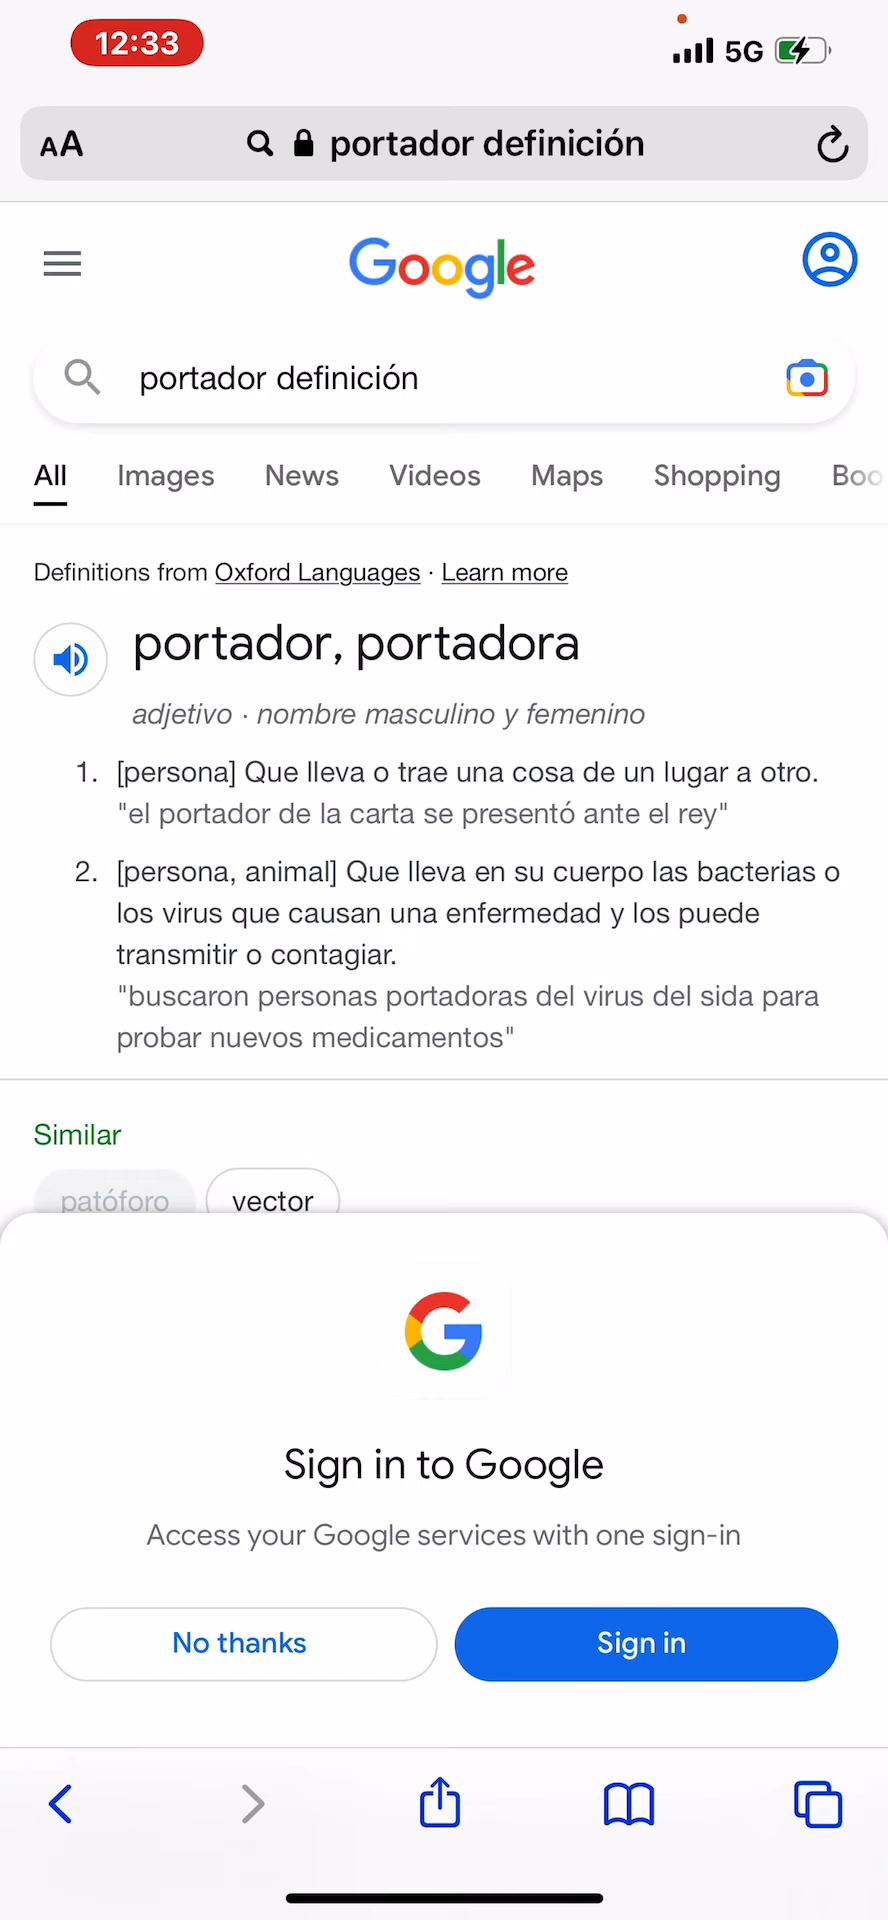 12:33
5G
AA portador definición
Google
portador definición
All Images News Videos Maps Shopping Boo
Definitions from Oxford Languages · Learn more
portador, portadora
adjetivo · nombre masculino y femenino
1. [persona] Que lleva o trae una cosa de un lugar a otro.
"el portador de la carta se presentó ante el rey"
2. [persona, animal] Que lleva en su cuerpo las bacterias o
los virus que causan una enfermedad y los puede
transmitir o contagiar.
"buscaron personas portadoras del virus del sida para
probar nuevos medicamentos"
Similar
patóforo vector
G
Sign in to Google
Access your Google services with one sign-in
No thanks Sign in